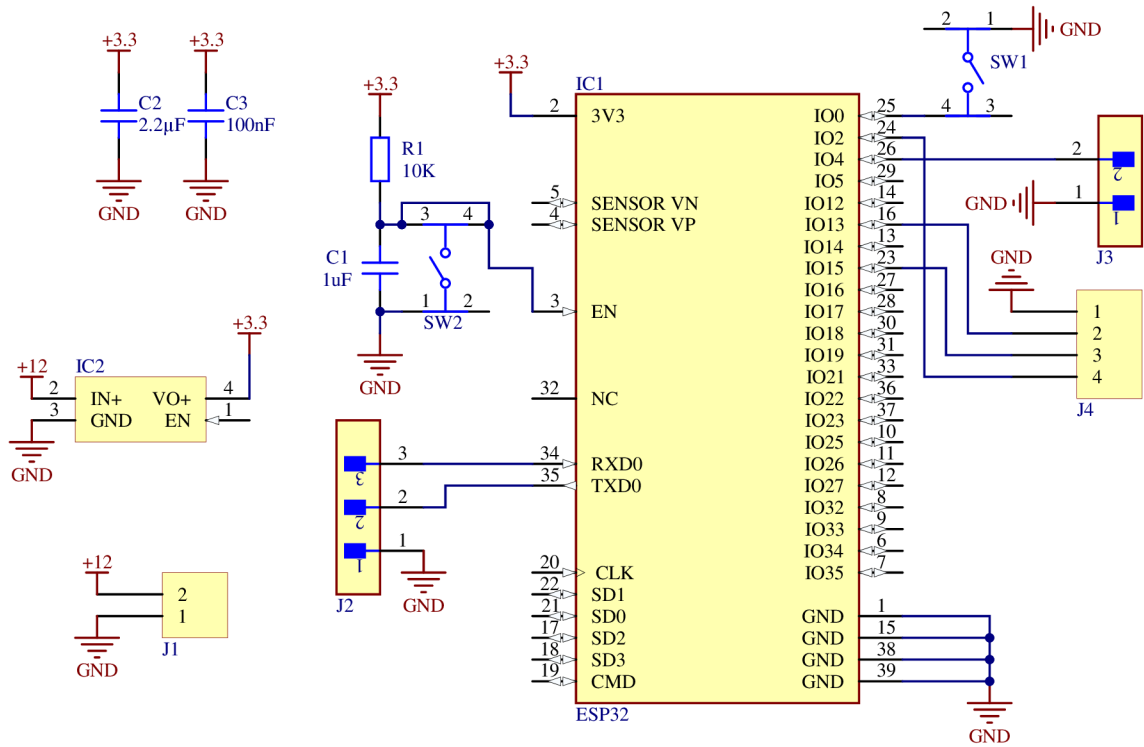 +3.3
C2
2.2µF
GND
+3.3
C3
100nF
GND
+3.3
R1
10K
C1
1uF
3 4
1 2
SW2
GND
+12
IC2
2 IN+
3 GND
VO+ 4
EN 1
+3.3
GND
+12
2
1
J1
GND
3 3
2 2
1 1
J2
GND
+3.3
IC1
2 3V3
5 SENSOR VN
4 SENSOR VP
3 EN
32 NC
34 RXD0
35 TXD0
20 CLK
22 SD1
21 SD0
17 SD2
18 SD3
19 CMD
ESP32
IO0 25
IO2 24
IO4 26
IO5 29
IO12 14
IO13 16
IO14 13
IO15 23
IO16 27
IO17 28
IO18 30
IO19 31
IO21 33
IO22 36
IO23 37
IO25 10
IO26 11
IO27 12
IO32 8
IO33 9
IO34 6
IO35 7
GND 1
GND 15
GND 38
GND 39
GND
2 1
GND
SW1
4 3
2 2
GND 1 1
J3
GND
1
2
3
4
J4